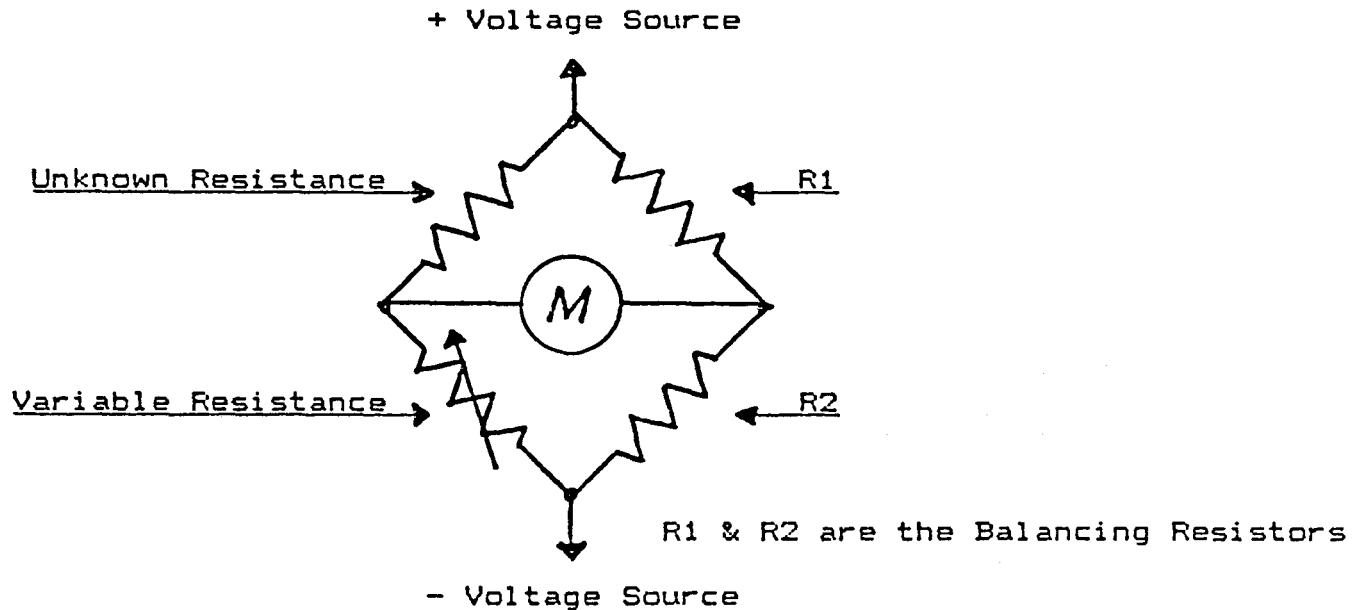 + Voltage Source
Unknown Resistance
R1
M
Variable Resistance
R2
R1 & R2 are the Balancing Resistors
- Voltage Source